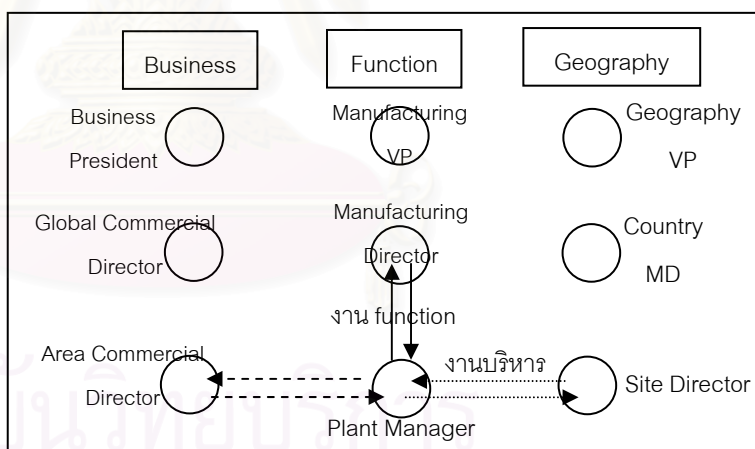 Business Function Geography
Business
President
Manufacturing
VP
Geography
VP
Global Commercial
Director
Manufacturing
Director
Country
MD
งาน function
Area Commercial
Director
งานบริหาร
Site Director
Plant Manager